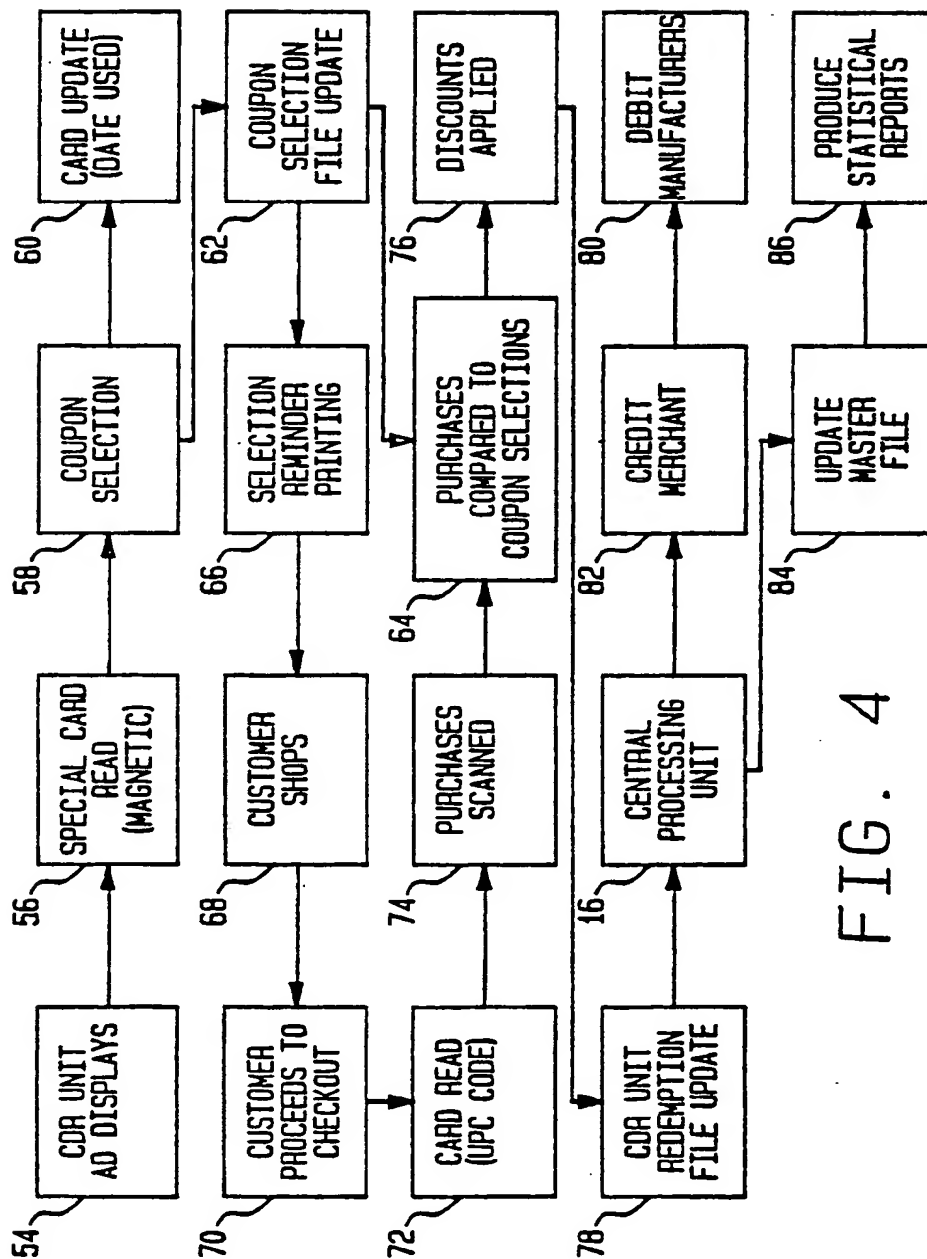 54
CDR UNIT
AD DISPLAYS
56
SPECIAL CARD
READ
(MAGNETIC)
58
COUPON
SELECTION
60
CARD UPDATE
(DATE USED)
62
COUPON
SELECTION
FILE UPDATE
66
SELECTION
REMINDER
PRINTING
68
CUSTOMER
SHOPS
70
CUSTOMER
PROCEEDS TO
CHECKOUT
72
CARD READ
(UPC CODE)
74
PURCHASES
SCANNED
64
PURCHASES
COMPARED TO
COUPON SELECTIONS
76
DISCOUNTS
APPLIED
78
CDR UNIT
REDEMPTION
FILE UPDATE
16
CENTRAL
PROCESSING
UNIT
82
CREDIT
MERCHANT
80
DEBIT
MANUFACTURERS
84
UPDATE
MASTER
FILE
86
PRODUCE
STATISTICAL
REPORTS
FIG. 4